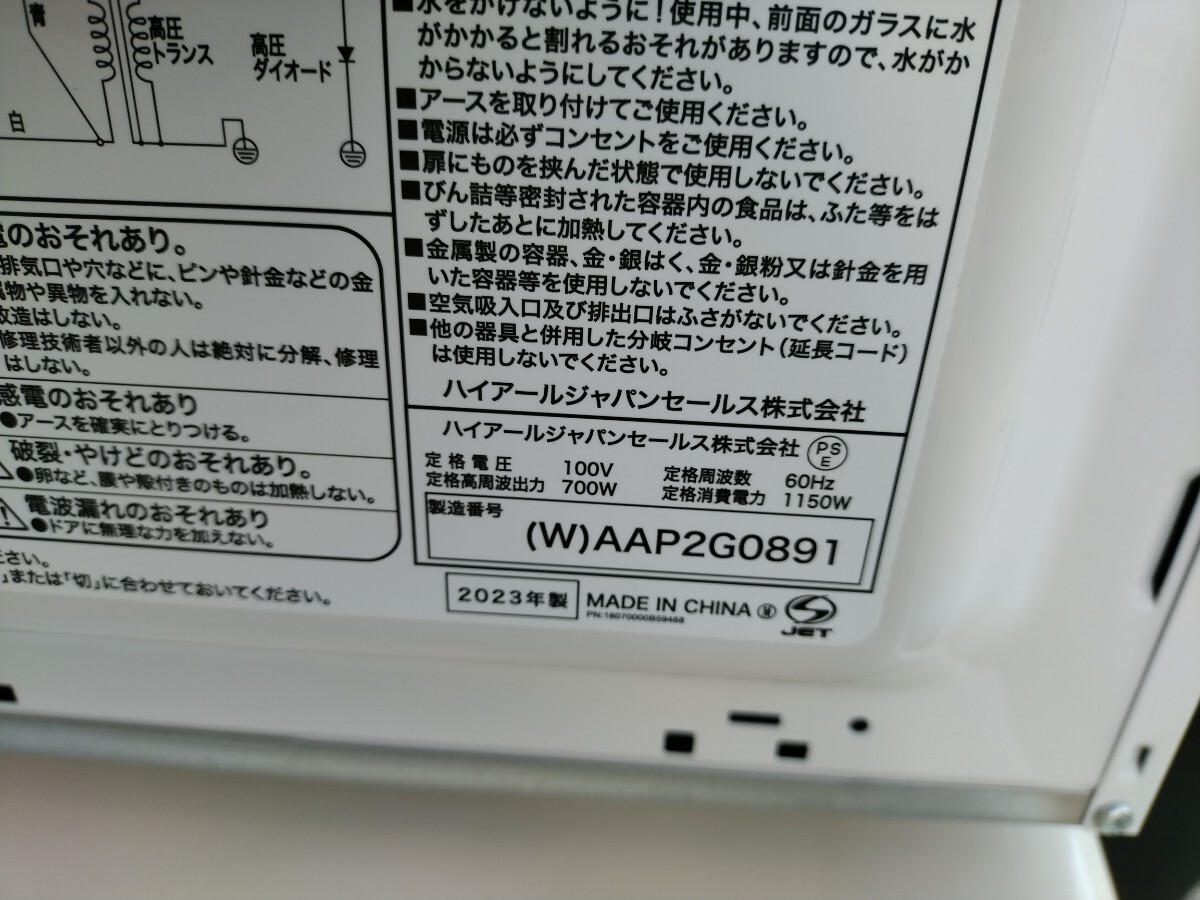 青
高圧
トランス
高圧
ダイオード
白
■水をかけないように！使用中、前面のガラスに水
がかかると割れるおそれがありますので、水がか
からないようにしてください。
■アースを取り付けてご使用ください。
■電源は必ずコンセントをご使用ください。
■扉にものを挟んだ状態で使用しないでください。
■びん詰等密封された容器内の食品は、ふた等をは
ずしたあとに加熱してください。
■金属製の容器、金・銀はく、金・銀粉又は針金を用
いた容器等を使用しないでください。
■空気吸入口及び排出口はふさがないでください。
■他の器具と併用した分岐コンセント（延長コード）
は使用しないでください。
ハイアールジャパンセールス株式会社
電のおそれあり。
排気口や穴などに、ピンや針金などの金
属物や異物を入れない。
改造はしない。
修理技術者以外の人は絶対に分解、修理
はしない。
感電のおそれあり
●アースを確実にとりつける。
破裂・やけどのおそれあり。
●卵など、膜や殻付きのものは加熱しない。
電波漏れのおそれあり
●ドアに無理な力を加えない。
ださい。
」または「切」に合わせておいてください。
ハイアールジャパンセールス株式会社 PS E
定格電圧 100V 定格周波数 60Hz
定格高周波出力 700W 定格消費電力 1150W
製造番号
(W)AAP2G0891
2023年製 MADE IN CHINA Ⓦ JET